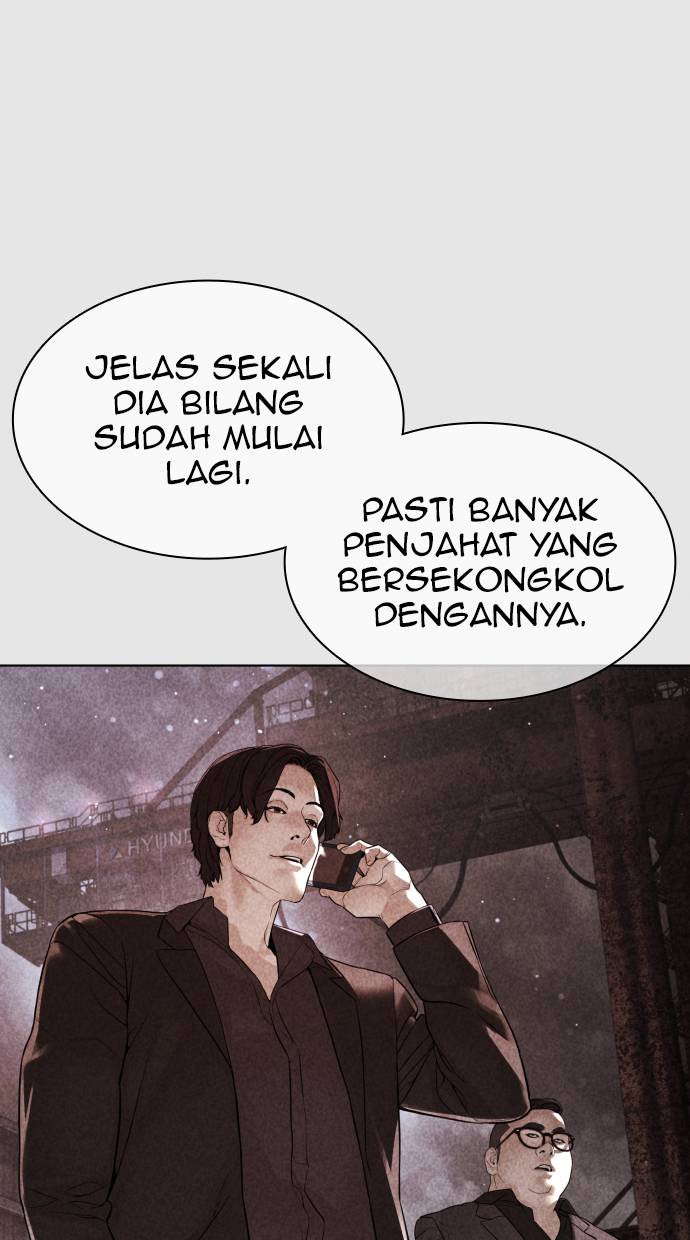 JELAS SEKALI
DIA BILANG
SUDAH MULAI
LAGI.
PASTI BANYAK
PENJAHAT YANG
BERSEKONGKOL
DENGANNYA.